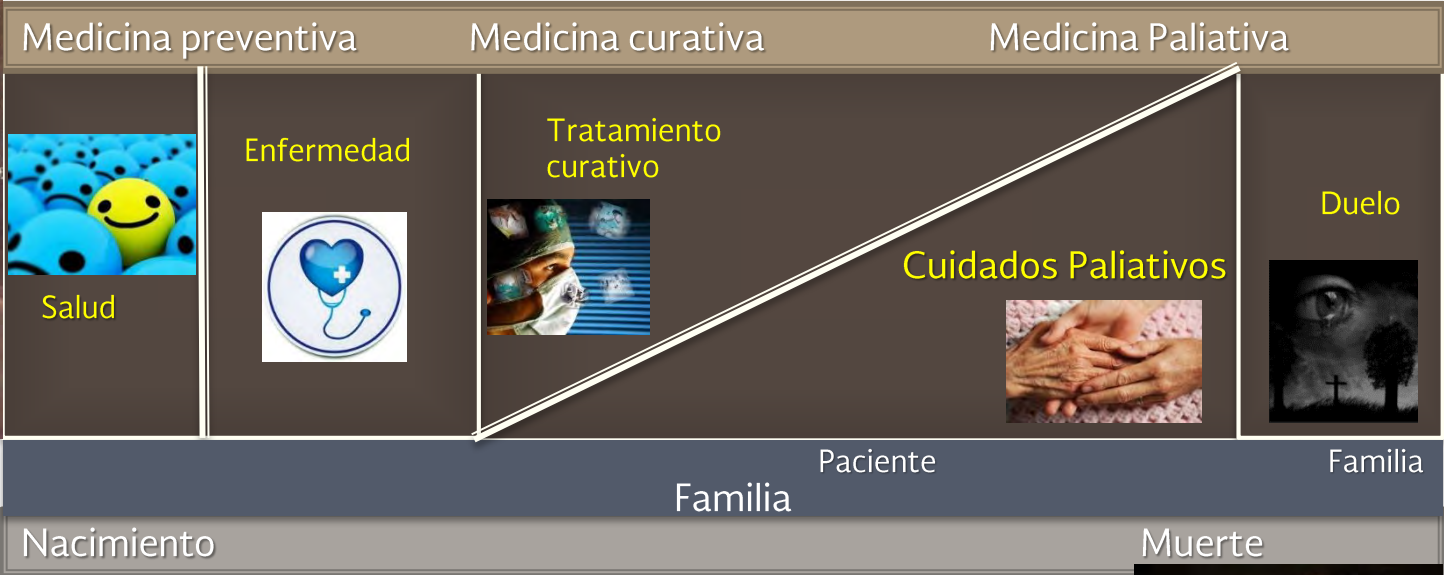 Medicina preventiva
Medicina curativa
Medicina Paliativa
Enfermedad
Tratamiento
curativo
Duelo
Cuidados Paliativos
Salud
Paciente
Familia
Familia
Nacimiento
Muerte